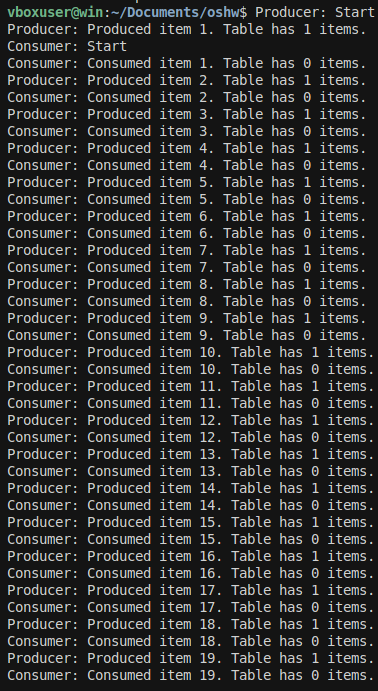 vboxuser@win:~/Documents/oshw$ Producer: Start
Producer: Produced item 1. Table has 1 items.
Consumer: Start
Consumer: Consumed item 1. Table has 0 items.
Producer: Produced item 2. Table has 1 items.
Consumer: Consumed item 2. Table has 0 items.
Producer: Produced item 3. Table has 1 items.
Consumer: Consumed item 3. Table has 0 items.
Producer: Produced item 4. Table has 1 items.
Consumer: Consumed item 4. Table has 0 items.
Producer: Produced item 5. Table has 1 items.
Consumer: Consumed item 5. Table has 0 items.
Producer: Produced item 6. Table has 1 items.
Consumer: Consumed item 6. Table has 0 items.
Producer: Produced item 7. Table has 1 items.
Consumer: Consumed item 7. Table has 0 items.
Producer: Produced item 8. Table has 1 items.
Consumer: Consumed item 8. Table has 0 items.
Producer: Produced item 9. Table has 1 items.
Consumer: Consumed item 9. Table has 0 items.
Producer: Produced item 10. Table has 1 items.
Consumer: Consumed item 10. Table has 0 items.
Producer: Produced item 11. Table has 1 items.
Consumer: Consumed item 11. Table has 0 items.
Producer: Produced item 12. Table has 1 items.
Consumer: Consumed item 12. Table has 0 items.
Producer: Produced item 13. Table has 1 items.
Consumer: Consumed item 13. Table has 0 items.
Producer: Produced item 14. Table has 1 items.
Consumer: Consumed item 14. Table has 0 items.
Producer: Produced item 15. Table has 1 items.
Consumer: Consumed item 15. Table has 0 items.
Producer: Produced item 16. Table has 1 items.
Consumer: Consumed item 16. Table has 0 items.
Producer: Produced item 17. Table has 1 items.
Consumer: Consumed item 17. Table has 0 items.
Producer: Produced item 18. Table has 1 items.
Consumer: Consumed item 18. Table has 0 items.
Producer: Produced item 19. Table has 1 items.
Consumer: Consumed item 19. Table has 0 items.